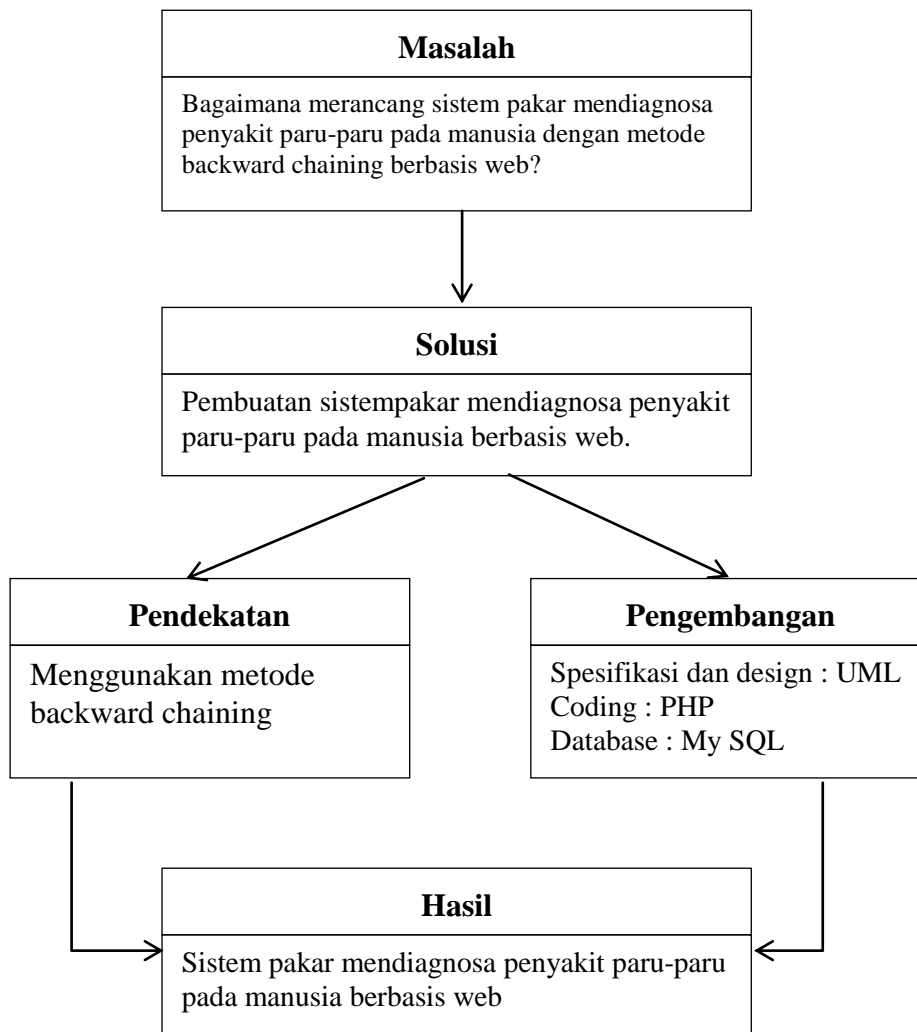 Masalah
Bagaimana merancang sistem pakar mendiagnosa
penyakit paru-paru pada manusia dengan metode
backward chaining berbasis web?
Solusi
Pembuatan sistempakar mendiagnosa penyakit
paru-paru pada manusia berbasis web.
Pendekatan
Menggunakan metode
backward chaining
Pengembangan
Spesifikasi dan design : UML
Coding : PHP
Database : My SQL
Hasil
Sistem pakar mendiagnosa penyakit paru-paru
pada manusia berbasis web